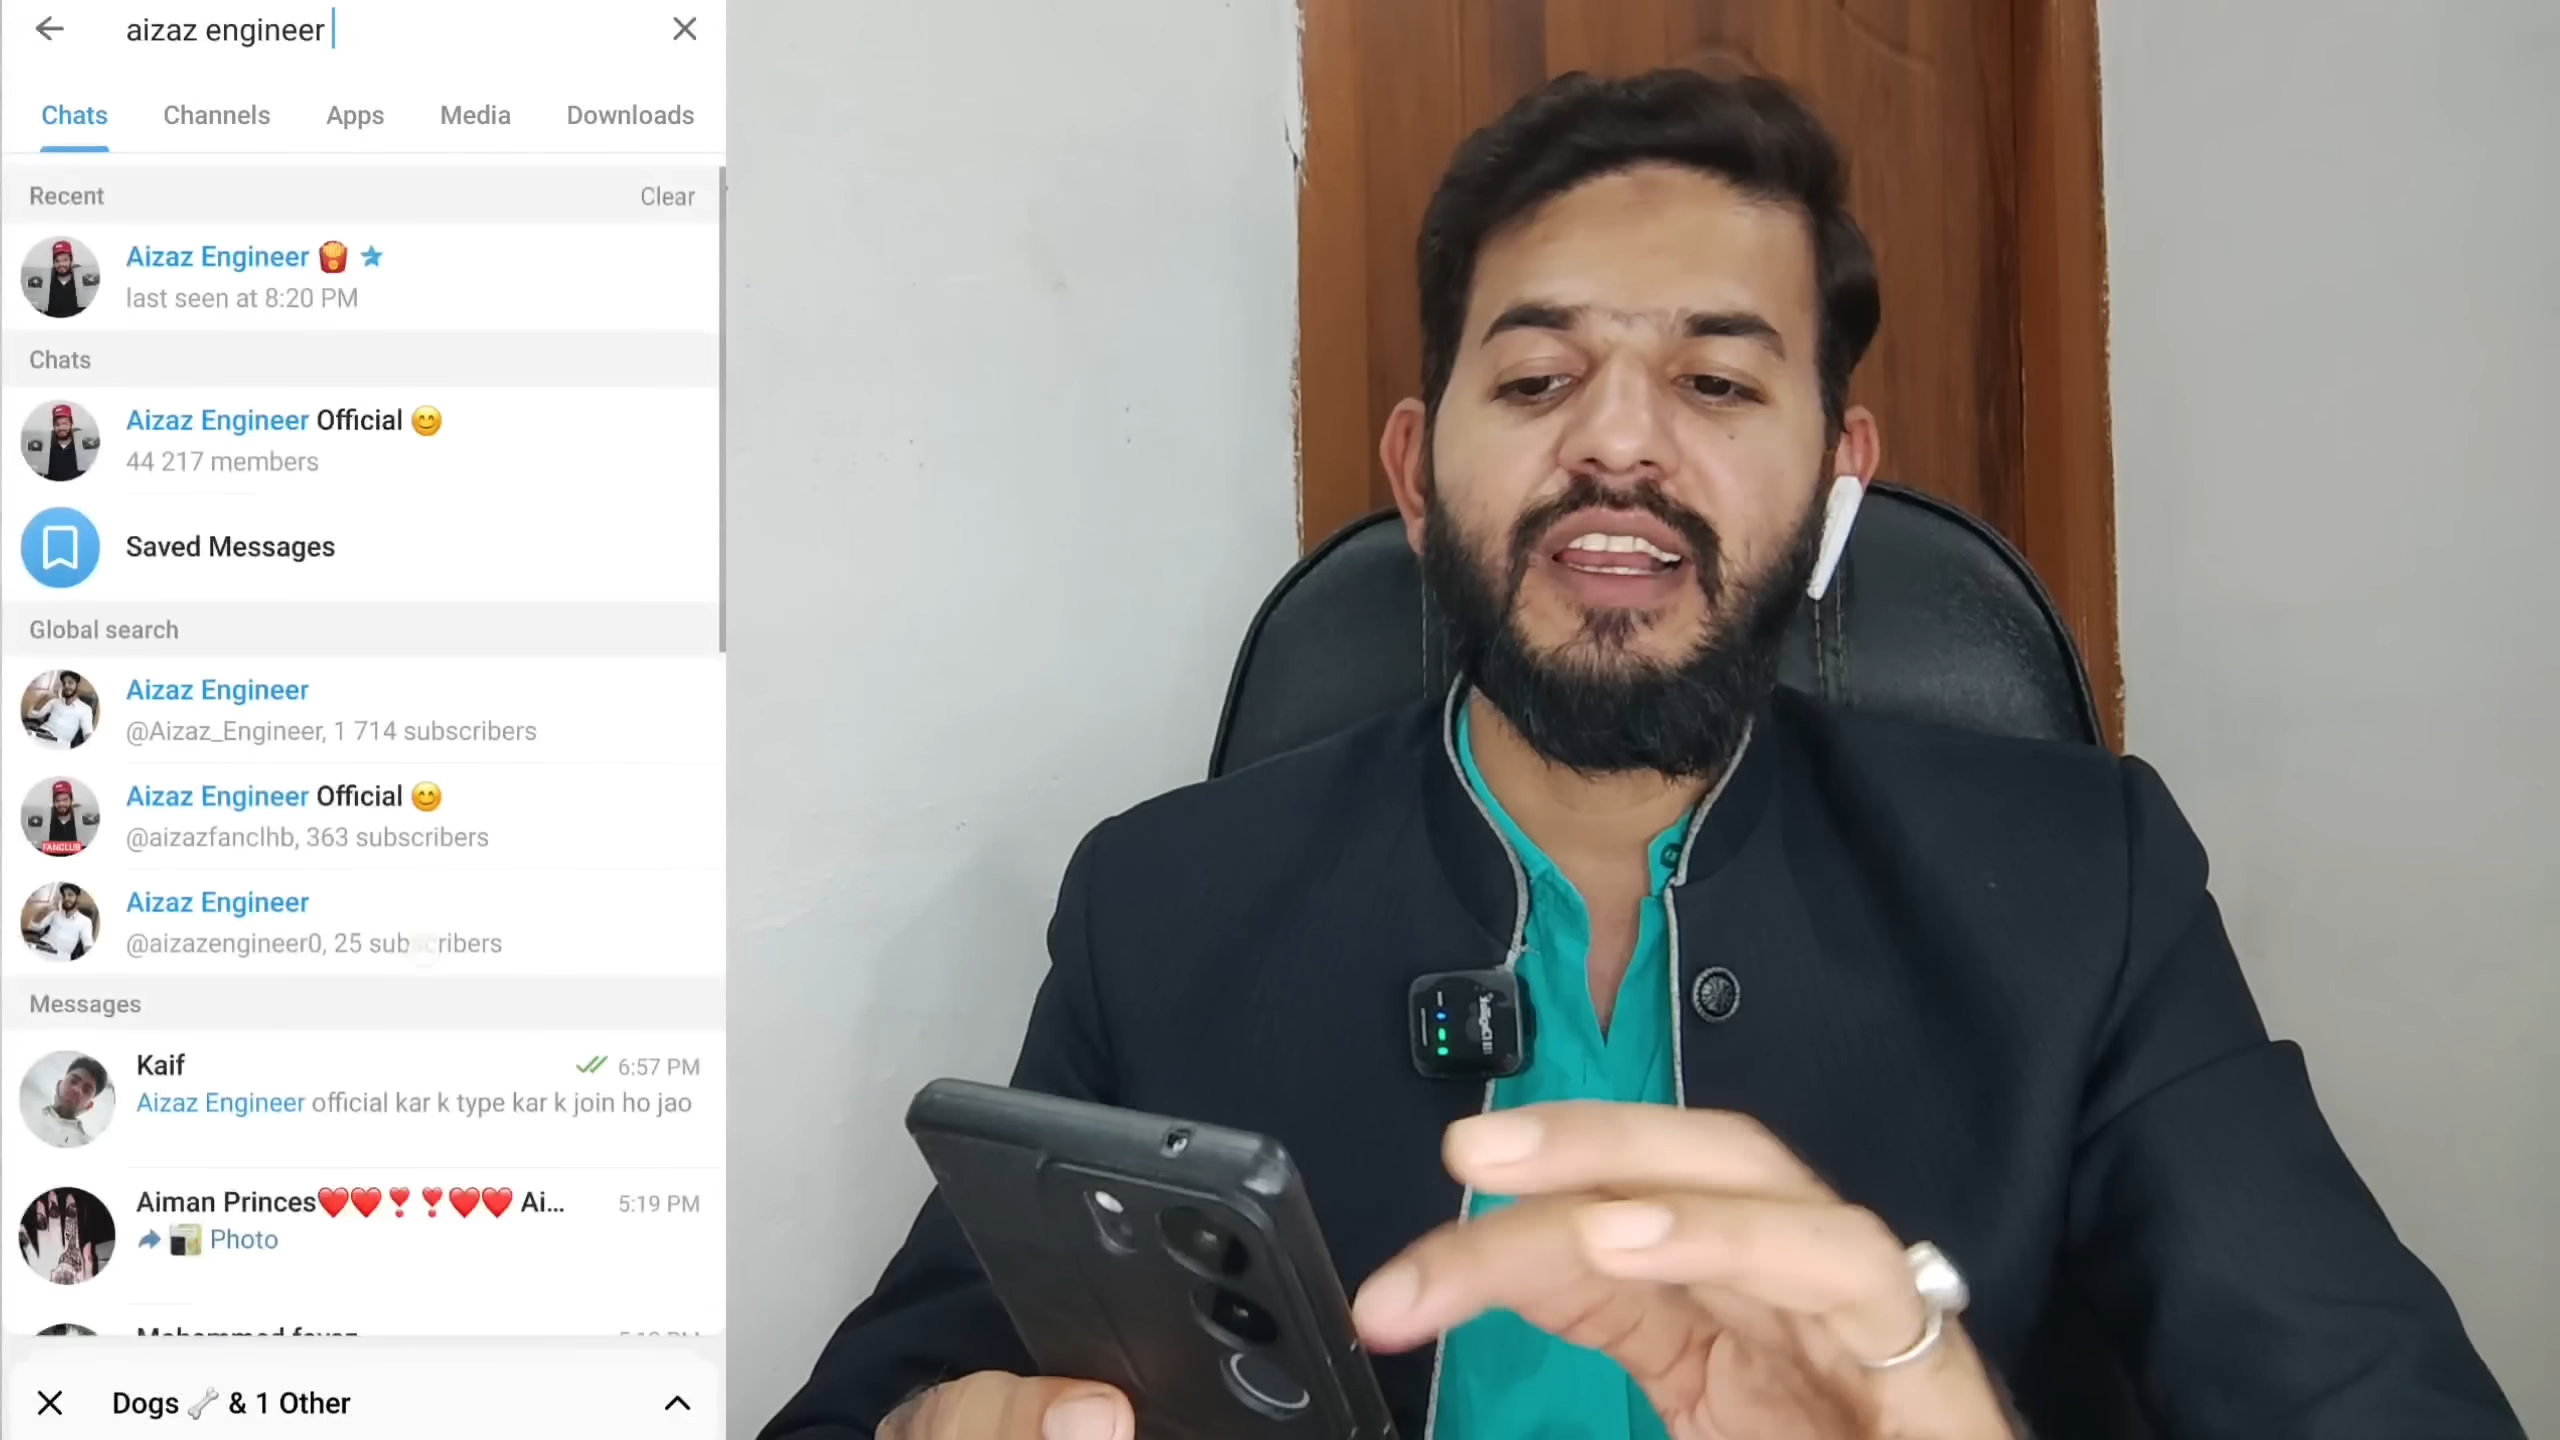 aizaz engineer
Chats Channels Apps Media Downloads
Recent Clear
Aizaz Engineer 🍟
last seen at 8:20 PM
Chats
Aizaz Engineer Official 😊
44 217 members
Saved Messages
Global search
Aizaz Engineer
@Aizaz_Engineer, 1 714 subscribers
Aizaz Engineer Official 😊
@aizazfanclhb, 363 subscribers
FANCLUB
Aizaz Engineer
@aizazengineer0, 25 subscribers
Messages
Kaif 6:57 PM
Aizaz Engineer official kar k type kar k join ho jao
Aiman Princes❤️❤️❣️❣️❤️❤️ Ai... 5:19 PM
Photo
Dogs 🦴 & 1 Other